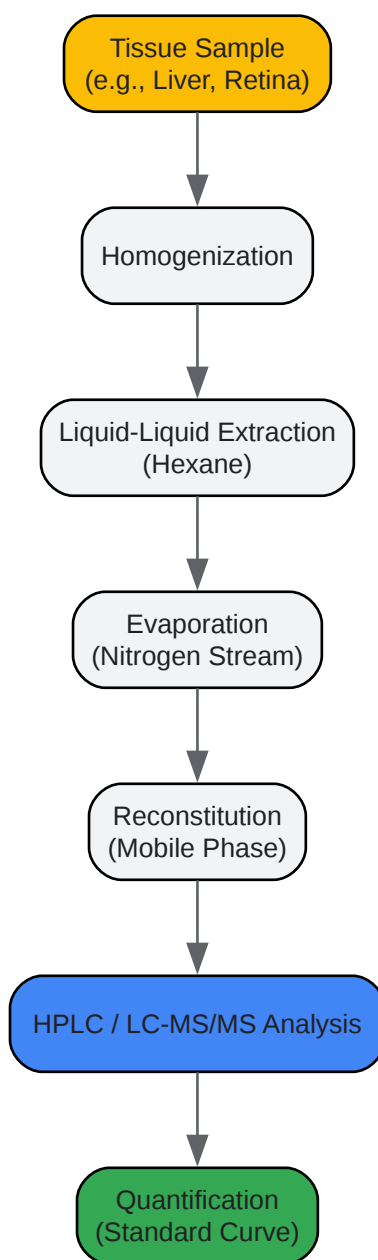 Tissue Sample
(e.g., Liver, Retina)
Homogenization
Liquid-Liquid Extraction
(Hexane)
Evaporation
(Nitrogen Stream)
Reconstitution
(Mobile Phase)
HPLC / LC-MS/MS Analysis
Quantification
(Standard Curve)